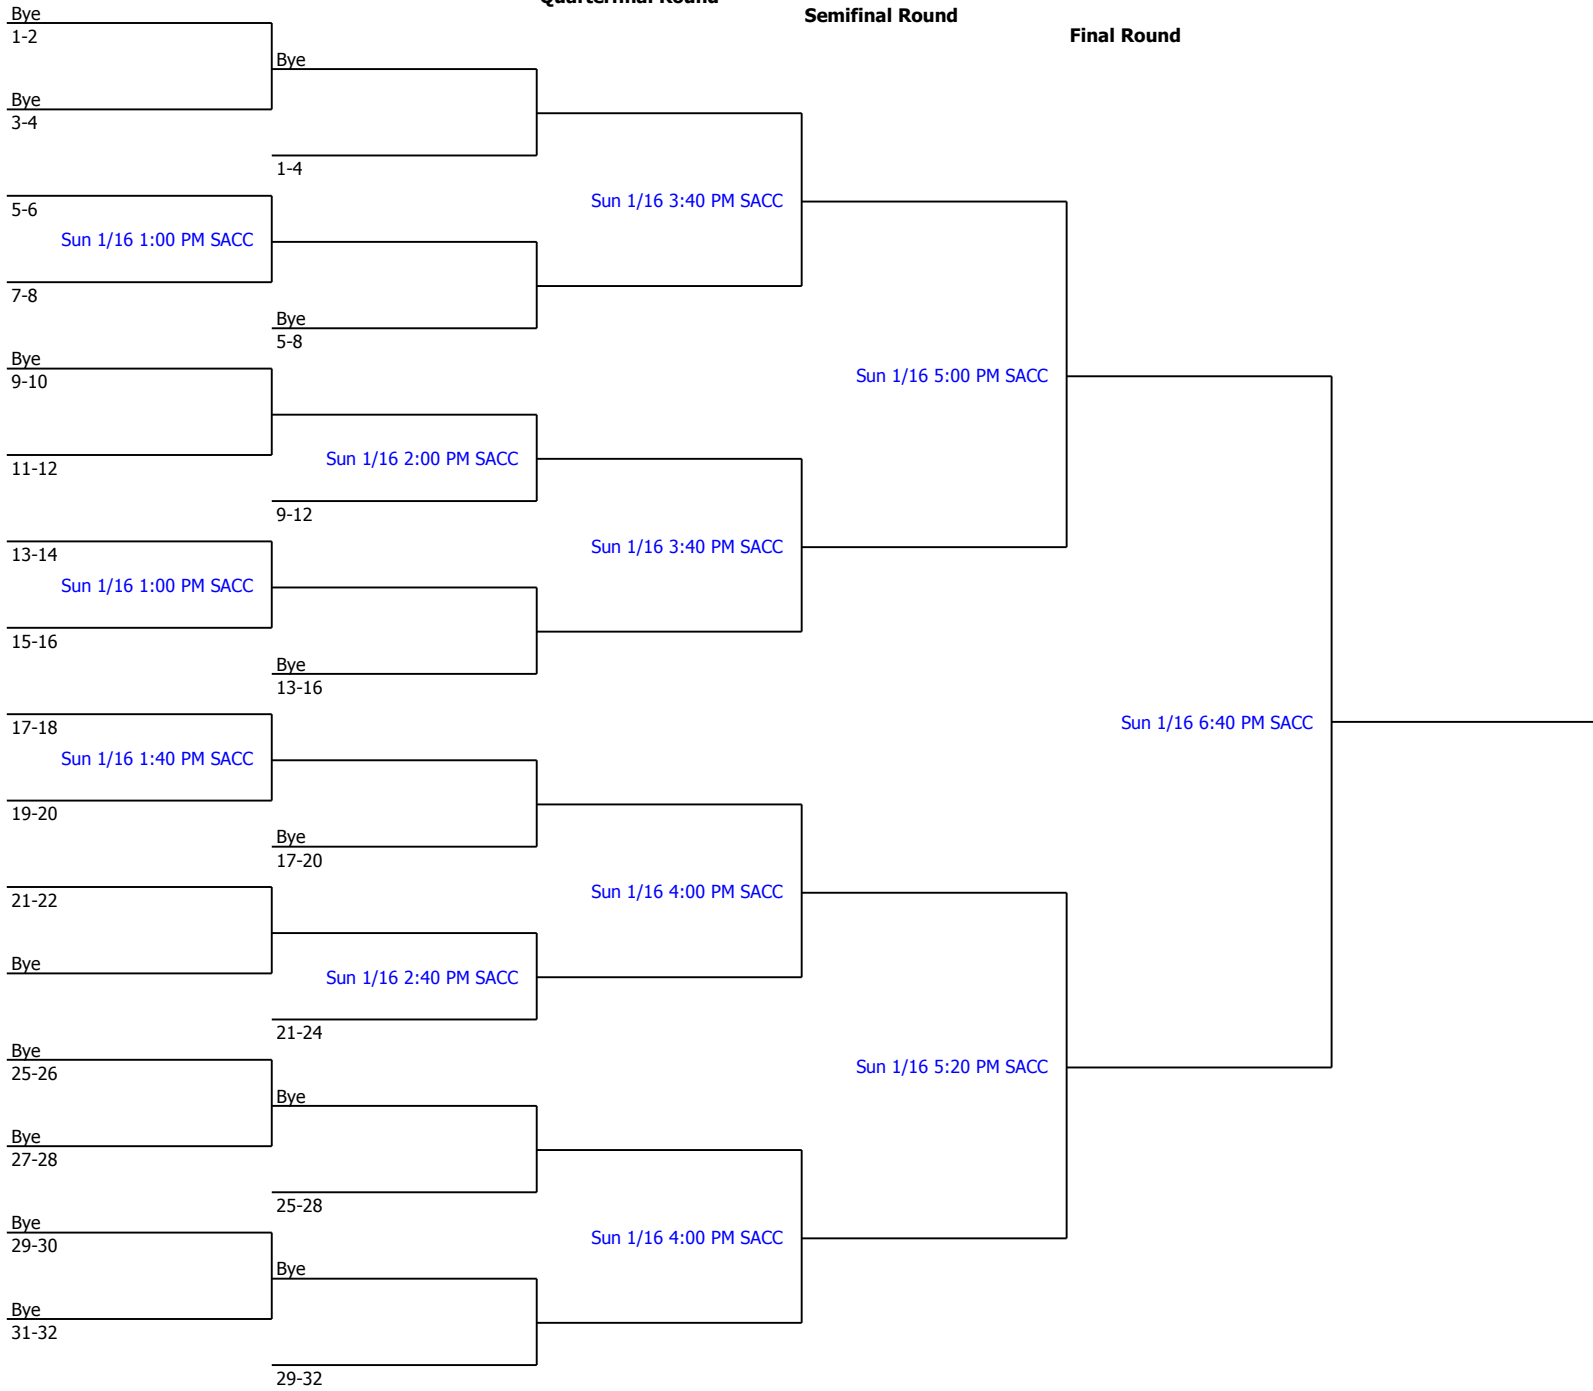 Quarterfinal Round
Semifinal Round
Final Round
Bye
1-2
Bye
Bye
3-4
1-4
5-6
Sun 1/16 3:40 PM SACC
Sun 1/16 1:00 PM SACC
7-8
Bye
5-8
Bye
9-10
Sun 1/16 5:00 PM SACC
11-12
Sun 1/16 2:00 PM SACC
9-12
13-14
Sun 1/16 3:40 PM SACC
Sun 1/16 1:00 PM SACC
15-16
Bye
13-16
17-18
Sun 1/16 6:40 PM SACC
Sun 1/16 1:40 PM SACC
19-20
Bye
17-20
21-22
Sun 1/16 4:00 PM SACC
Bye
Sun 1/16 2:40 PM SACC
21-24
Bye
25-26
Sun 1/16 5:20 PM SACC
Bye
Bye
27-28
25-28
Bye
29-30
Sun 1/16 4:00 PM SACC
Bye
Bye
31-32
29-32